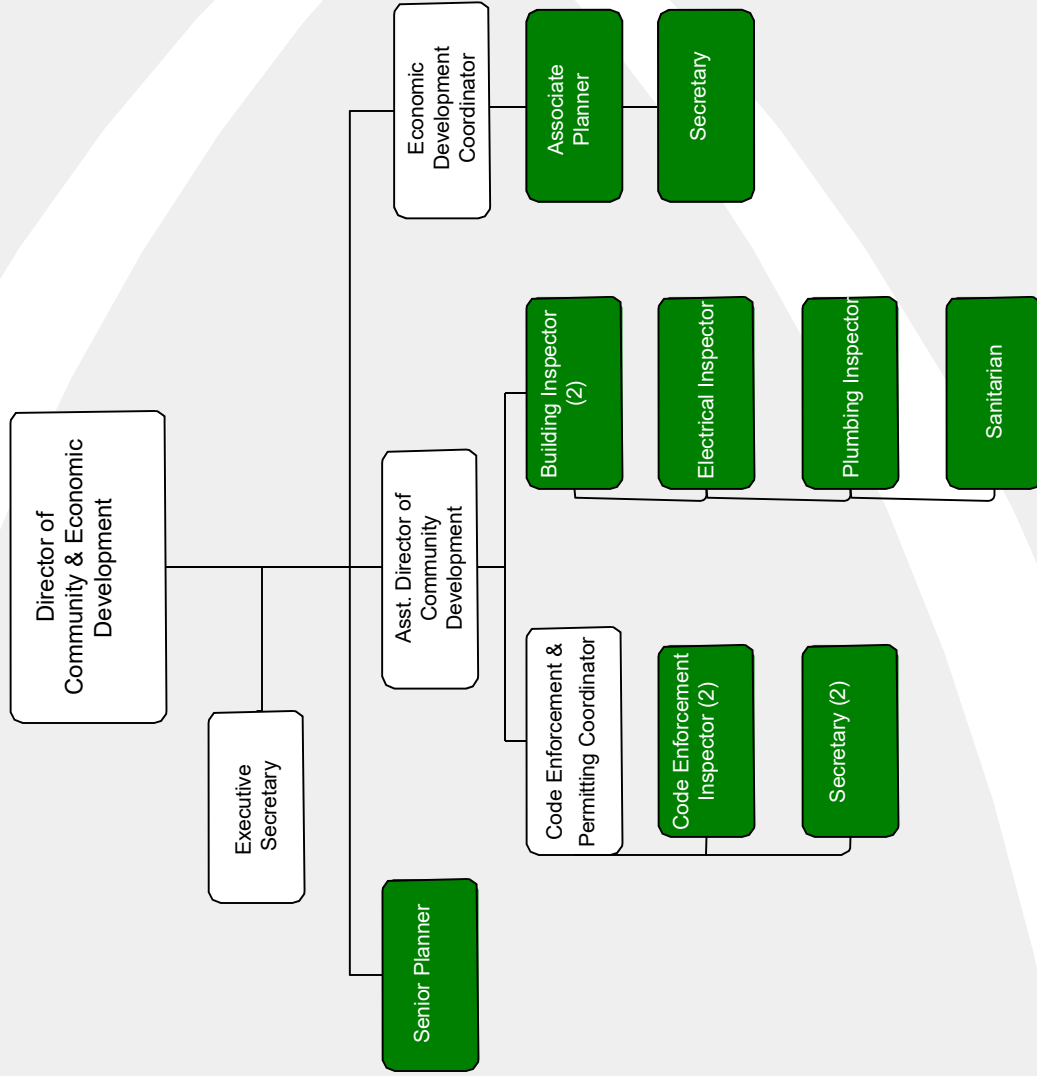 Director of
Community & Economic
Development
Executive
Secretary
Senior Planner
Asst. Director of
Community
Development
Economic
Development
Coordinator
Code Enforcement &
Permitting Coordinator
Code Enforcement
Inspector (2)
Secretary (2)
Building Inspector
(2)
Electrical Inspector
Plumbing Inspector
Sanitarian
Associate
Planner
Secretary